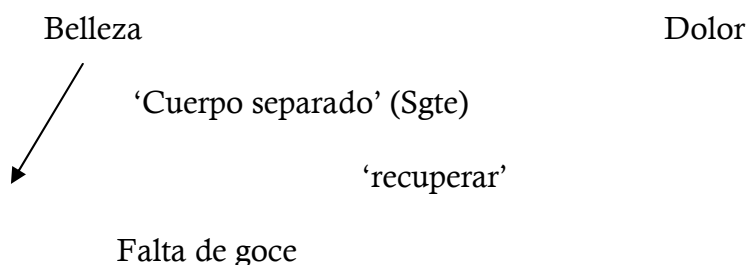 Belleza Dolor
‘Cuerpo separado’ (Sgte)
‘recuperar’
Falta de goce